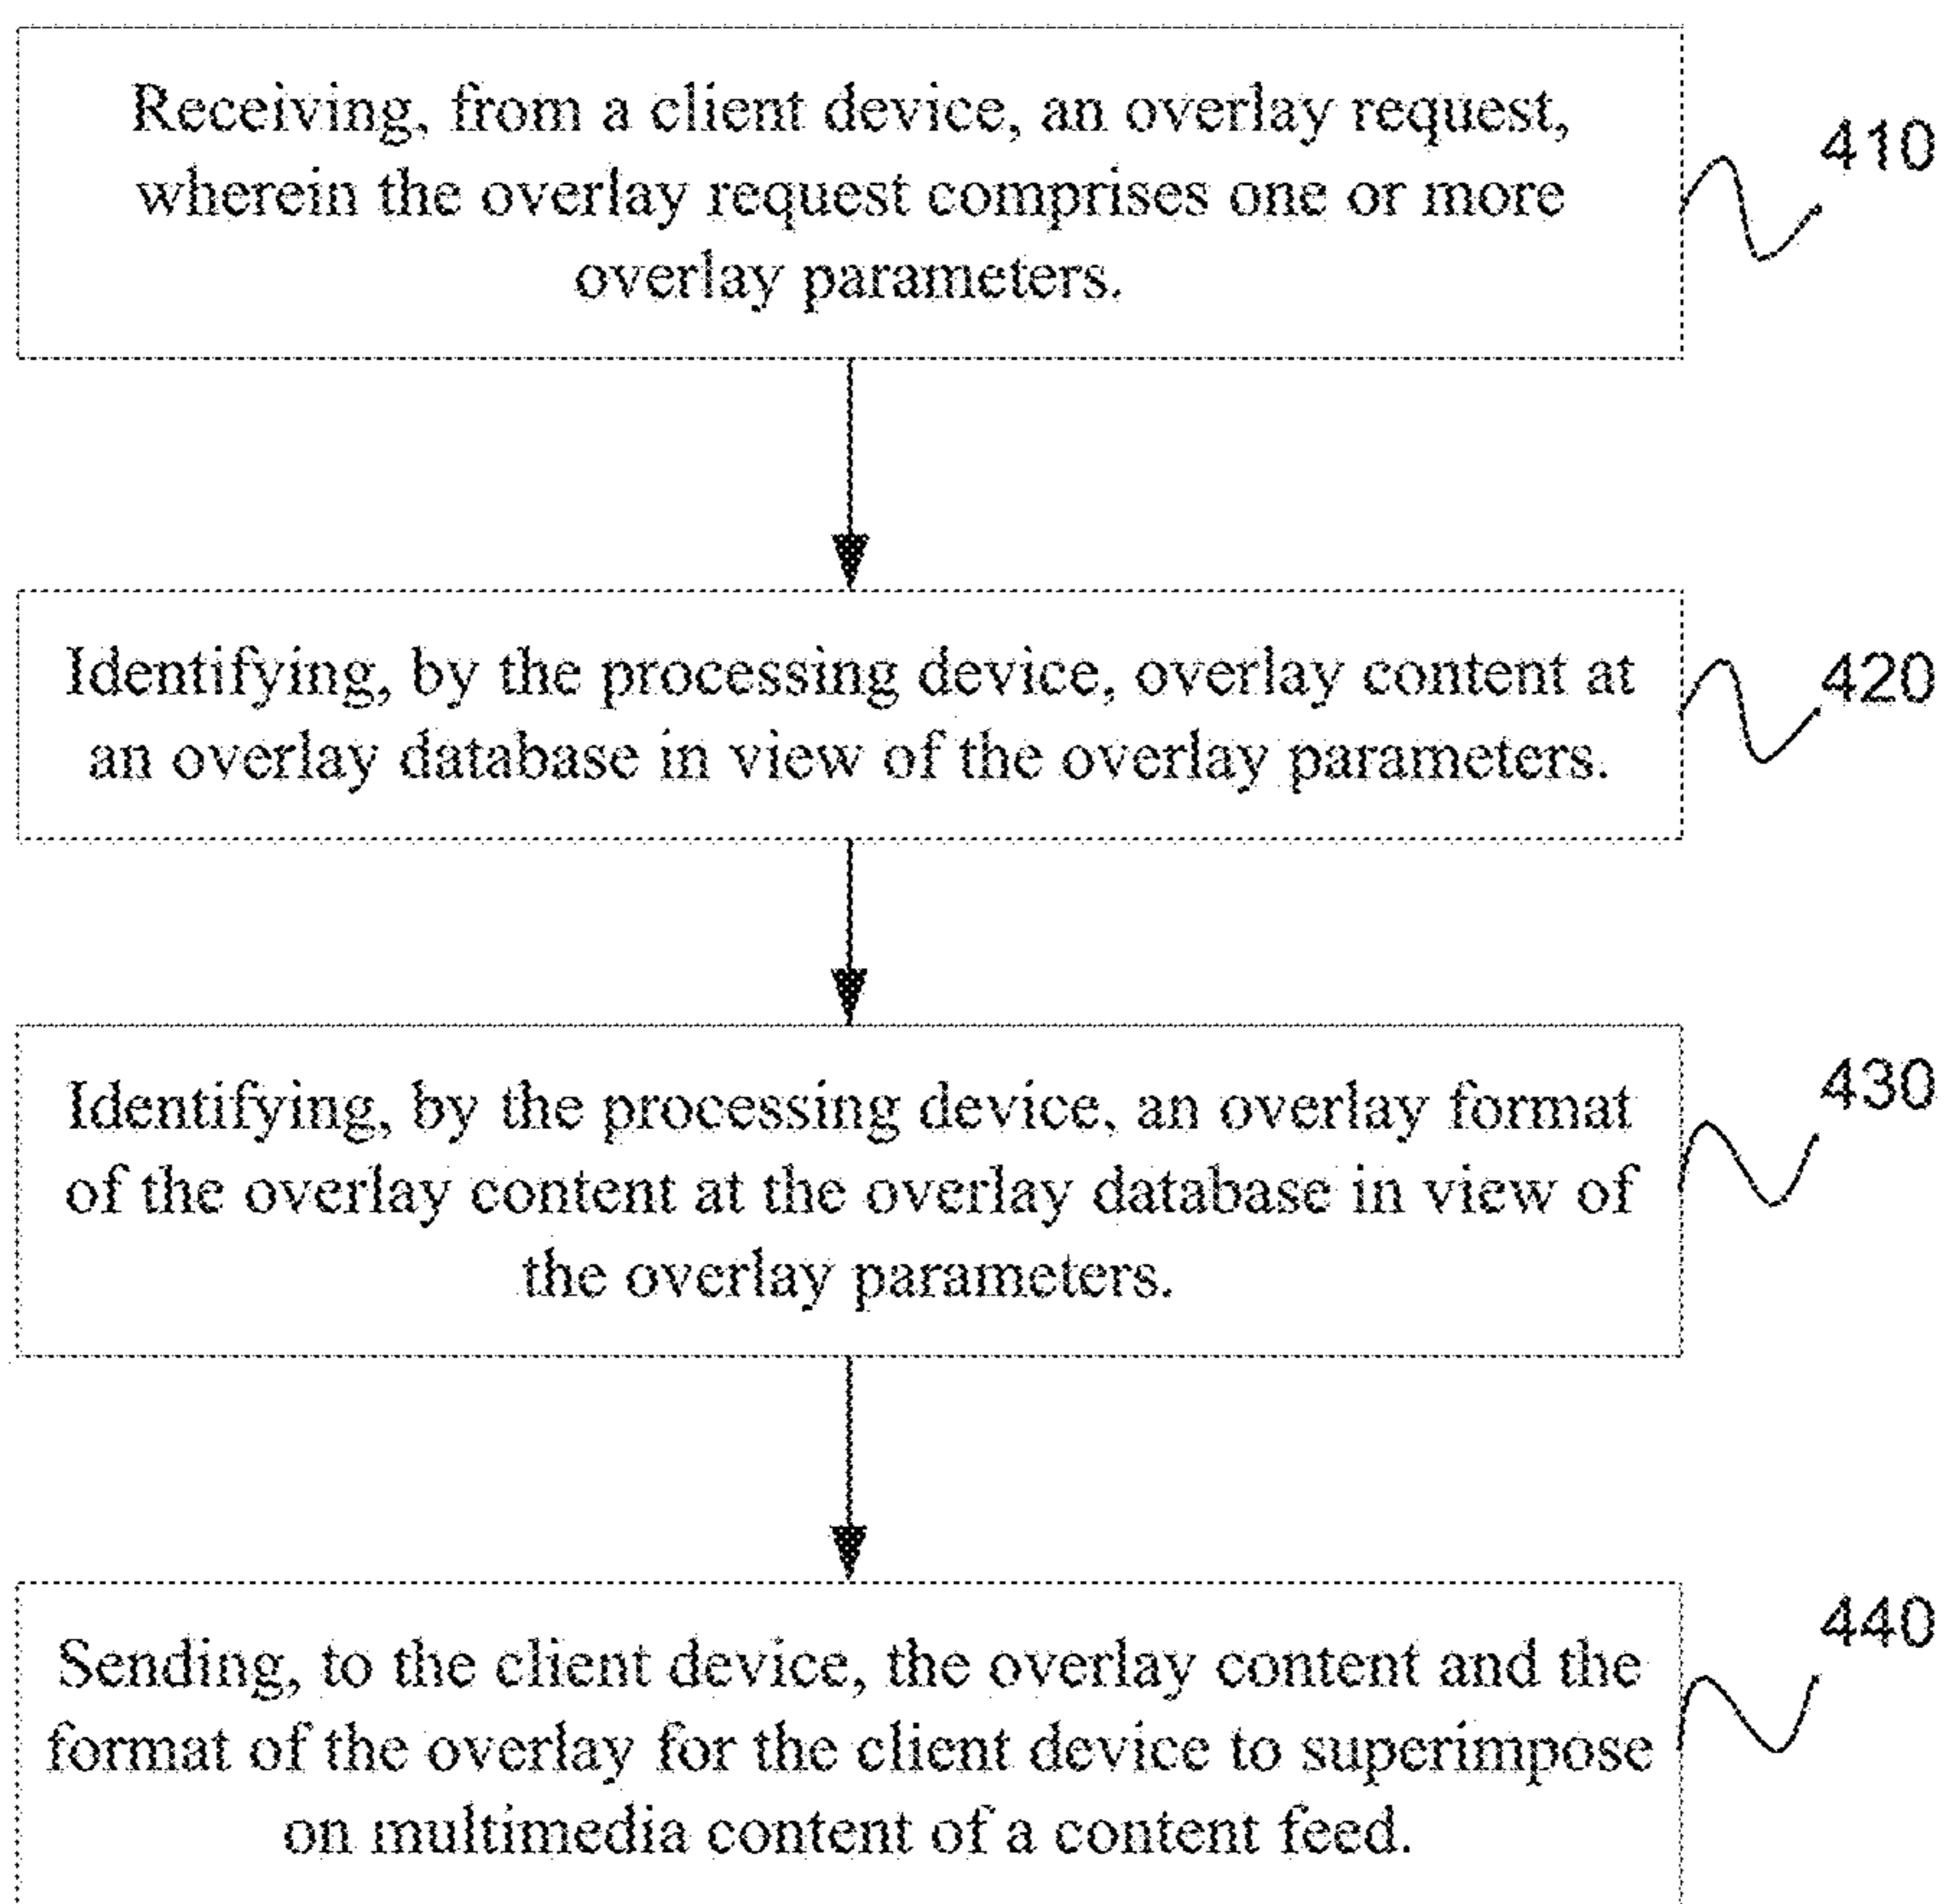 Receiving, from a client device, an overlay request,
wherein the overlay request comprises one or more
overlay parameters.
410
Identifying, by the processing device, overlay content at
an overlay database in view of the overlay parameters.
420
Identifying, by the processing device, an overlay format
of the overlay content at the overlay database in view of
the overlay parameters.
430
Sending, to the client device, the overlay content and the
format of the overlay for the client device to superimpose
on multimedia content of a content feed.
440